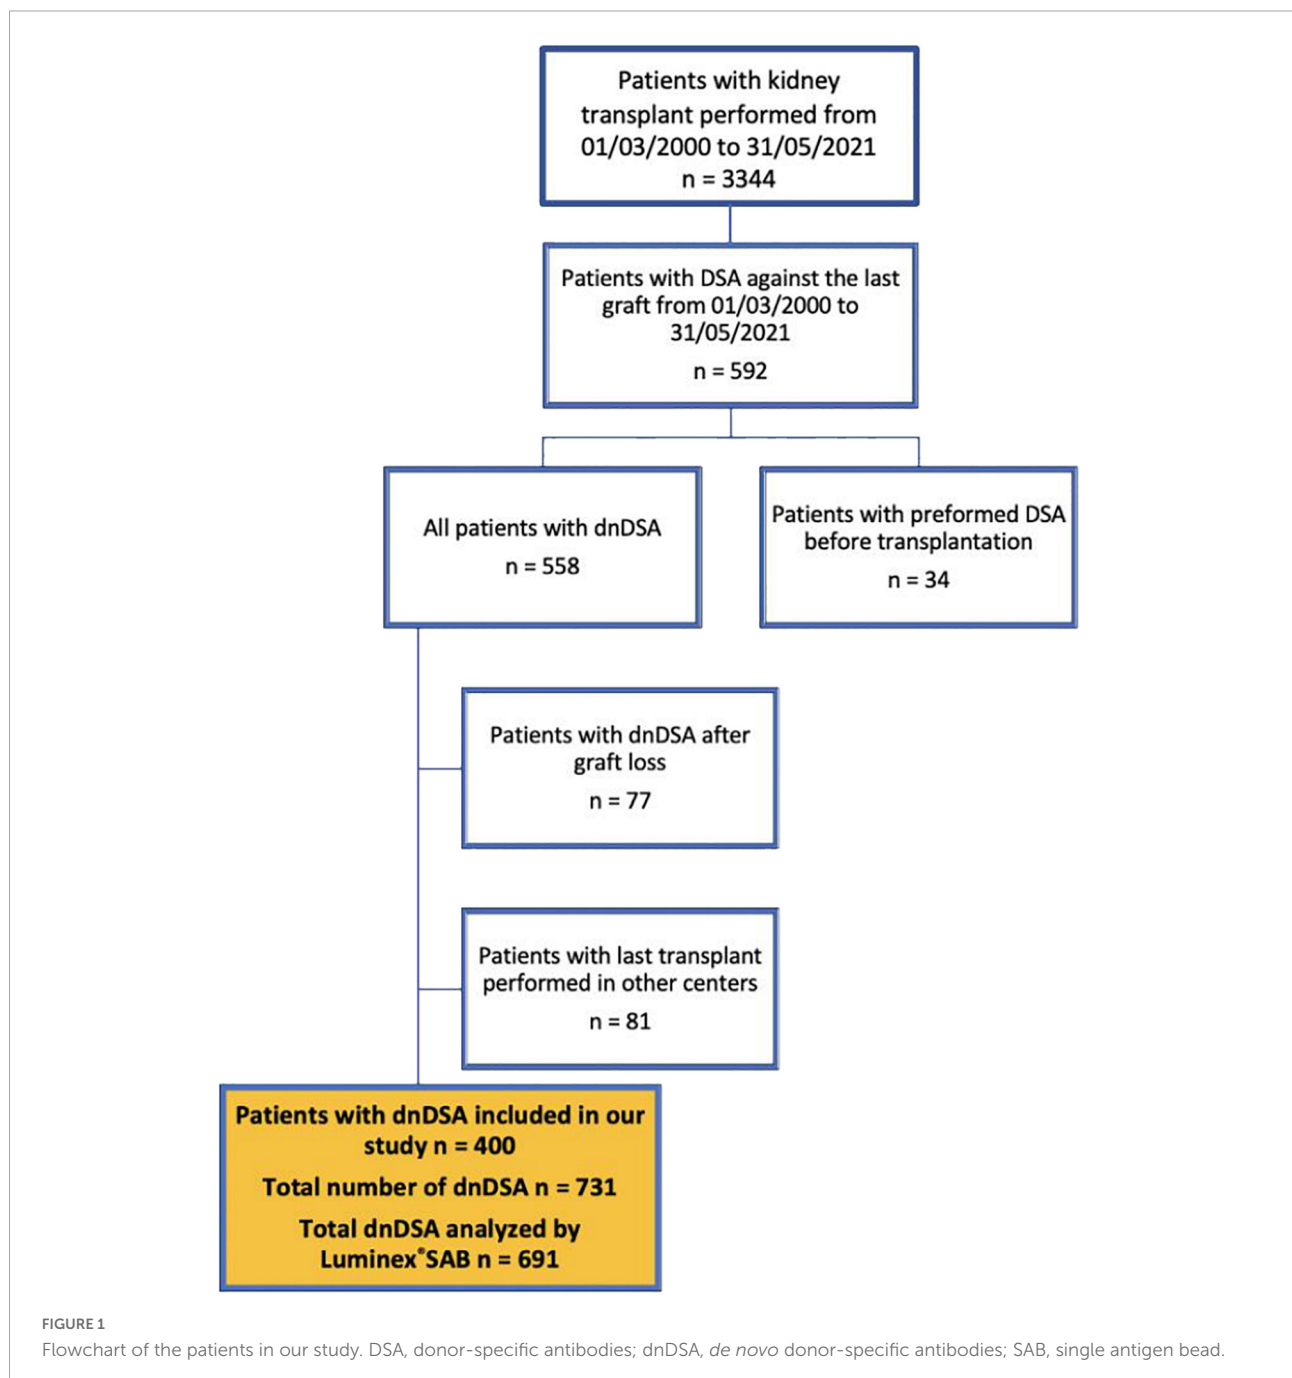 Patients with kidney
transplant performed from
01/03/2000 to 31/05/2021
n = 3344
Patients with DSA against the last
graft from 01/03/2000 to
31/05/2021
n = 592
All patients with dnDSA
n = 558
Patients with preformed DSA
before transplantation
n = 34
Patients with dnDSA after
graft loss
n = 77
Patients with last transplant
performed in other centers
n = 81
Patients with dnDSA included in our
study n = 400
Total number of dnDSA n = 731
Total dnDSA analyzed by
Luminex®SAB n = 691
FIGURE 1
Flowchart of the patients in our study. DSA, donor-specific antibodies; dnDSA, de novo donor-specific antibodies; SAB, single antigen bead.